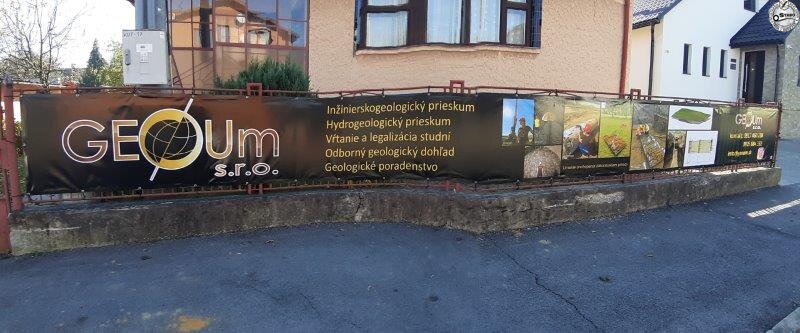 GEOUm
s.r.o.
Inžinierskogeologický prieskum
Hydrogeologický prieskum
Vŕtanie a legalizácia studní
Odborný geologický dohľad
Geologické poradenstvo
GEOUm
s.r.o.